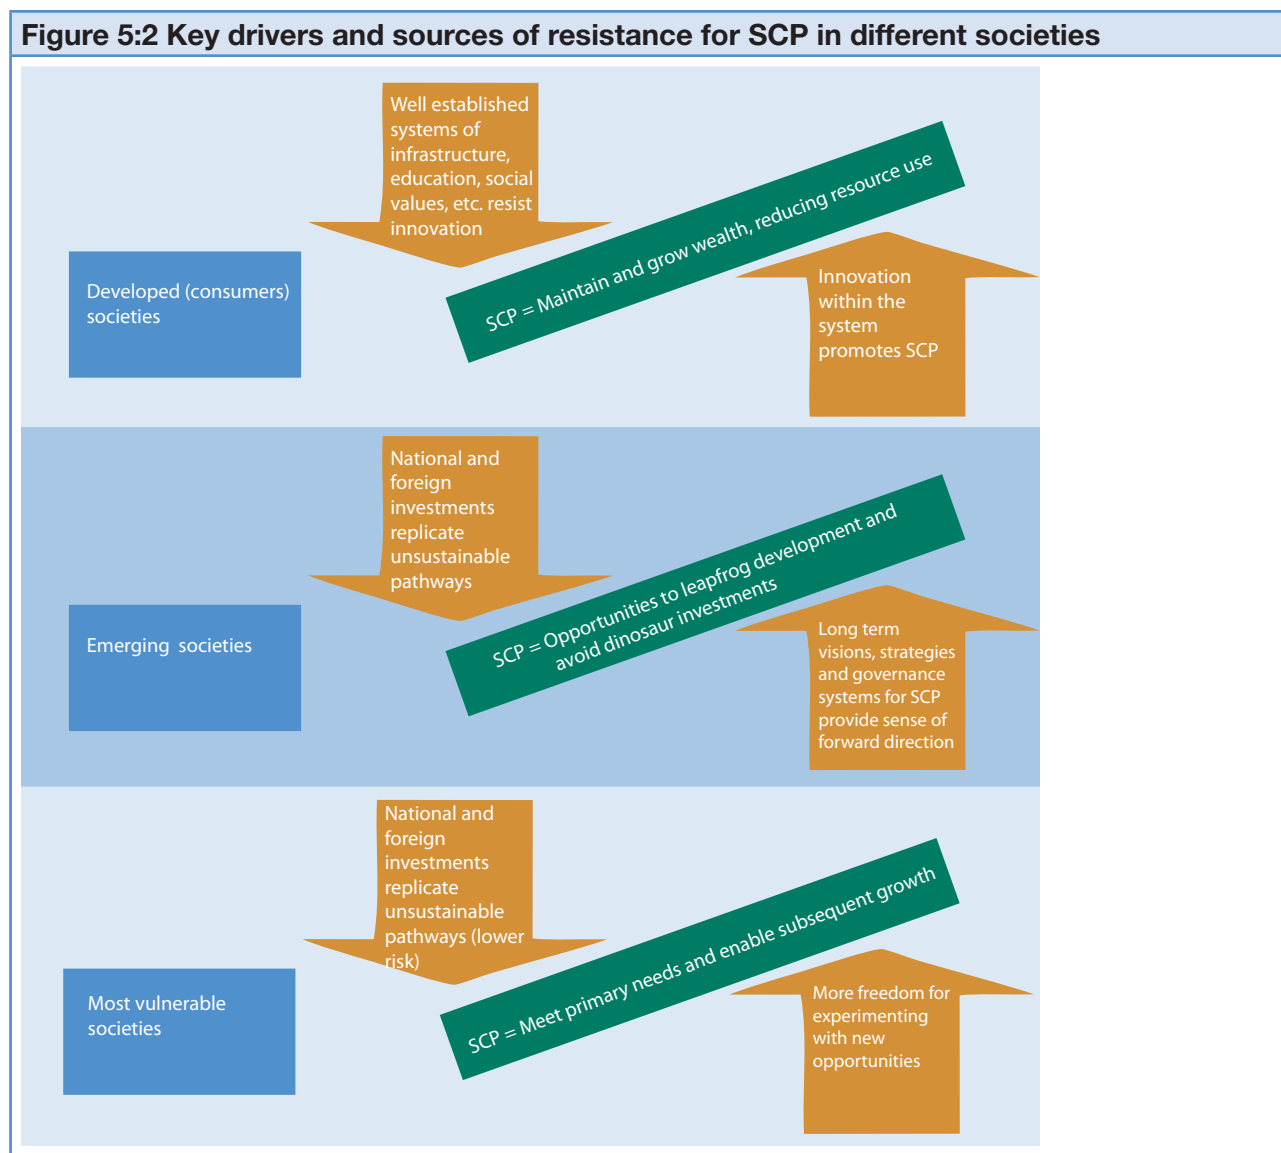 Figure 5:2 Key drivers and sources of resistance for SCP in different societies
Well established
systems of
infrastructure,
education, social
values, etc. resist
innovation
SCP = Maintain and grow wealth, reducing resource use
Developed (consumers)
societies
Innovation
within the
system
promotes SCP
National and
foreign
investments
replicate
unsustainable
pathways
SCP = Opportunities to leapfrog development and
avoid dinosaur investments
Emerging societies
Long term
visions, strategies
and governance
systems for SCP
provide sense of
forward direction
National and
foreign
investments
replicate
unsustainable
pathways (lower
risk)
SCP = Meet primary needs and enable subsequent growth
Most vulnerable
societies
More freedom for
experimenting
with new
opportunities